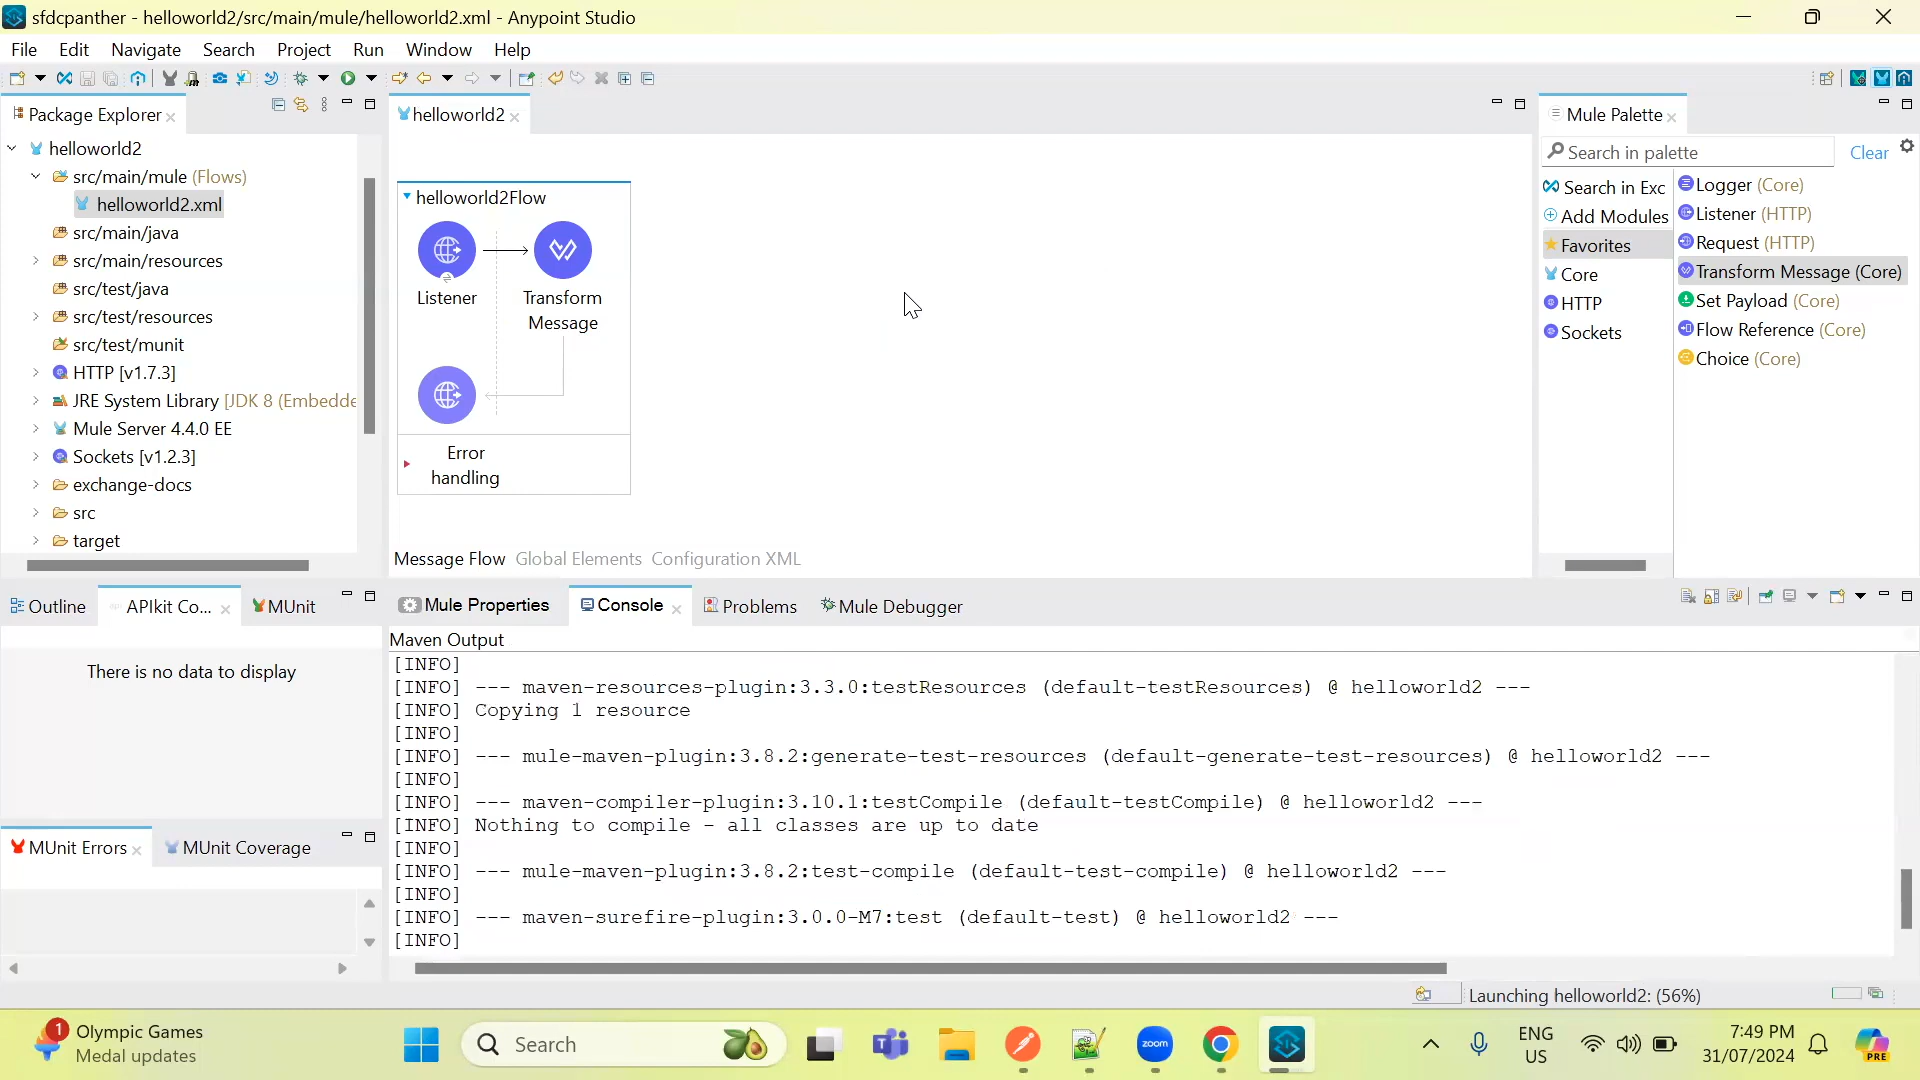 sfdcpanther - helloworld2/src/main/mule/helloworld2.xml - Anypoint Studio
File Edit Navigate Search Project Run Window Help
Package Explorer
helloworld2
src/main/mule (Flows)
helloworld2.xml
src/main/java
src/main/resources
src/test/java
src/test/resources
src/test/munit
HTTP [v1.7.3]
JRE System Library [JDK 8 (Embedde
Mule Server 4.4.0 EE
Sockets [v1.2.3]
exchange-docs
src
target
helloworld2
helloworld2Flow
Listener
Transform
Message
Error
handling
Message Flow Global Elements Configuration XML
Mule Palette
Search in palette
Clear
Search in Exc
Add Modules
Favorites
Core
HTTP
Sockets
Logger (Core)
Listener (HTTP)
Request (HTTP)
Transform Message (Core)
Set Payload (Core)
Flow Reference (Core)
Choice (Core)
Outline APIkit Co... MUnit
There is no data to display
MUnit Errors MUnit Coverage
Mule Properties Console Problems Mule Debugger
Maven Output
[INFO]
[INFO] --- maven-resources-plugin:3.3.0:testResources (default-testResources) @ helloworld2 ---
[INFO] Copying 1 resource
[INFO]
[INFO] --- mule-maven-plugin:3.8.2:generate-test-resources (default-generate-test-resources) @ helloworld2 ---
[INFO]
[INFO] --- maven-compiler-plugin:3.10.1:testCompile (default-testCompile) @ helloworld2 ---
[INFO] Nothing to compile - all classes are up to date
[INFO]
[INFO] --- mule-maven-plugin:3.8.2:test-compile (default-test-compile) @ helloworld2 ---
[INFO]
[INFO] --- maven-surefire-plugin:3.0.0-M7:test (default-test) @ helloworld2 ---
[INFO]
Launching helloworld2: (56%)
1
Olympic Games
Medal updates
Search
zoom
ENG
US
7:49 PM
31/07/2024
PRE